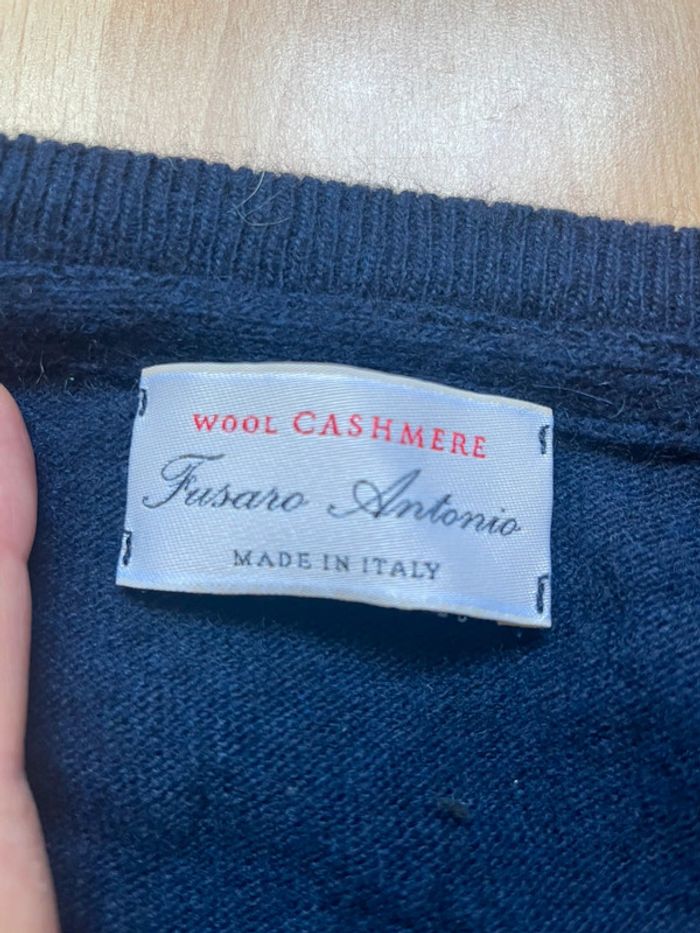 WOOL CASHMERE
Fusaro Antonio
MADE IN ITALY